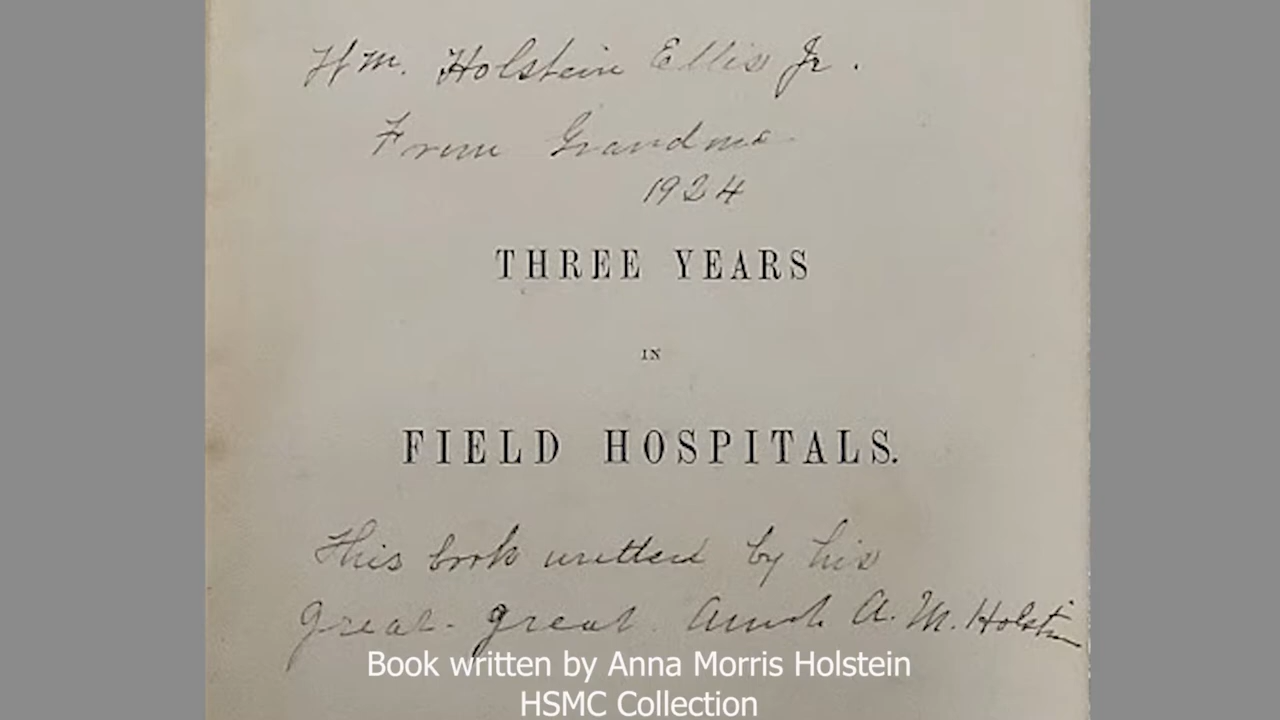 Wm. Holstein Ellis Jr.
From Grandma
1924
THREE YEARS
IN
FIELD HOSPITALS.
This book written by his
Great-great Aunt A. M. Holstein
Book written by Anna Morris Holstein
HSMC Collection